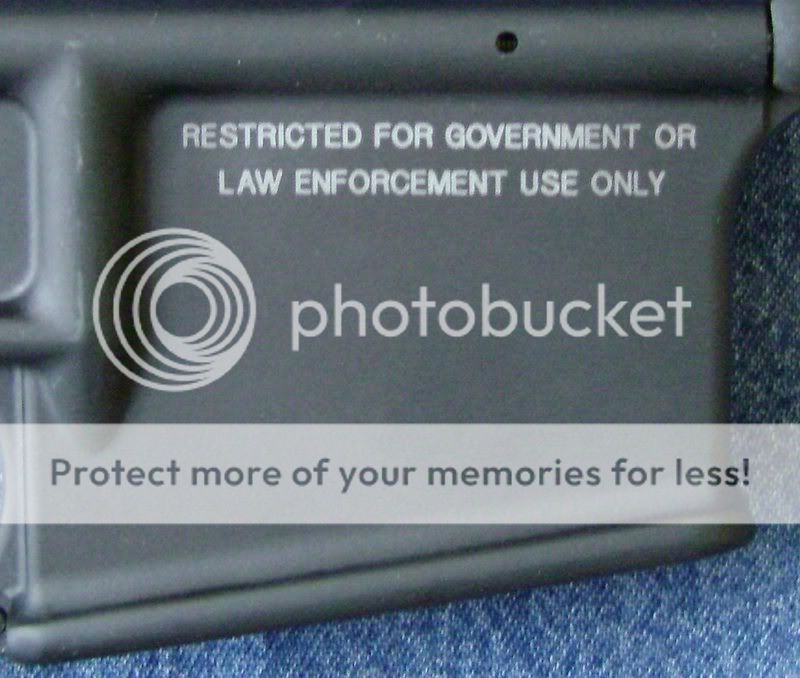 RESTRICTED FOR GOVERNMENT OR
LAW ENFORCEMENT USE ONLY
photobucket
Protect more of your memories for less!